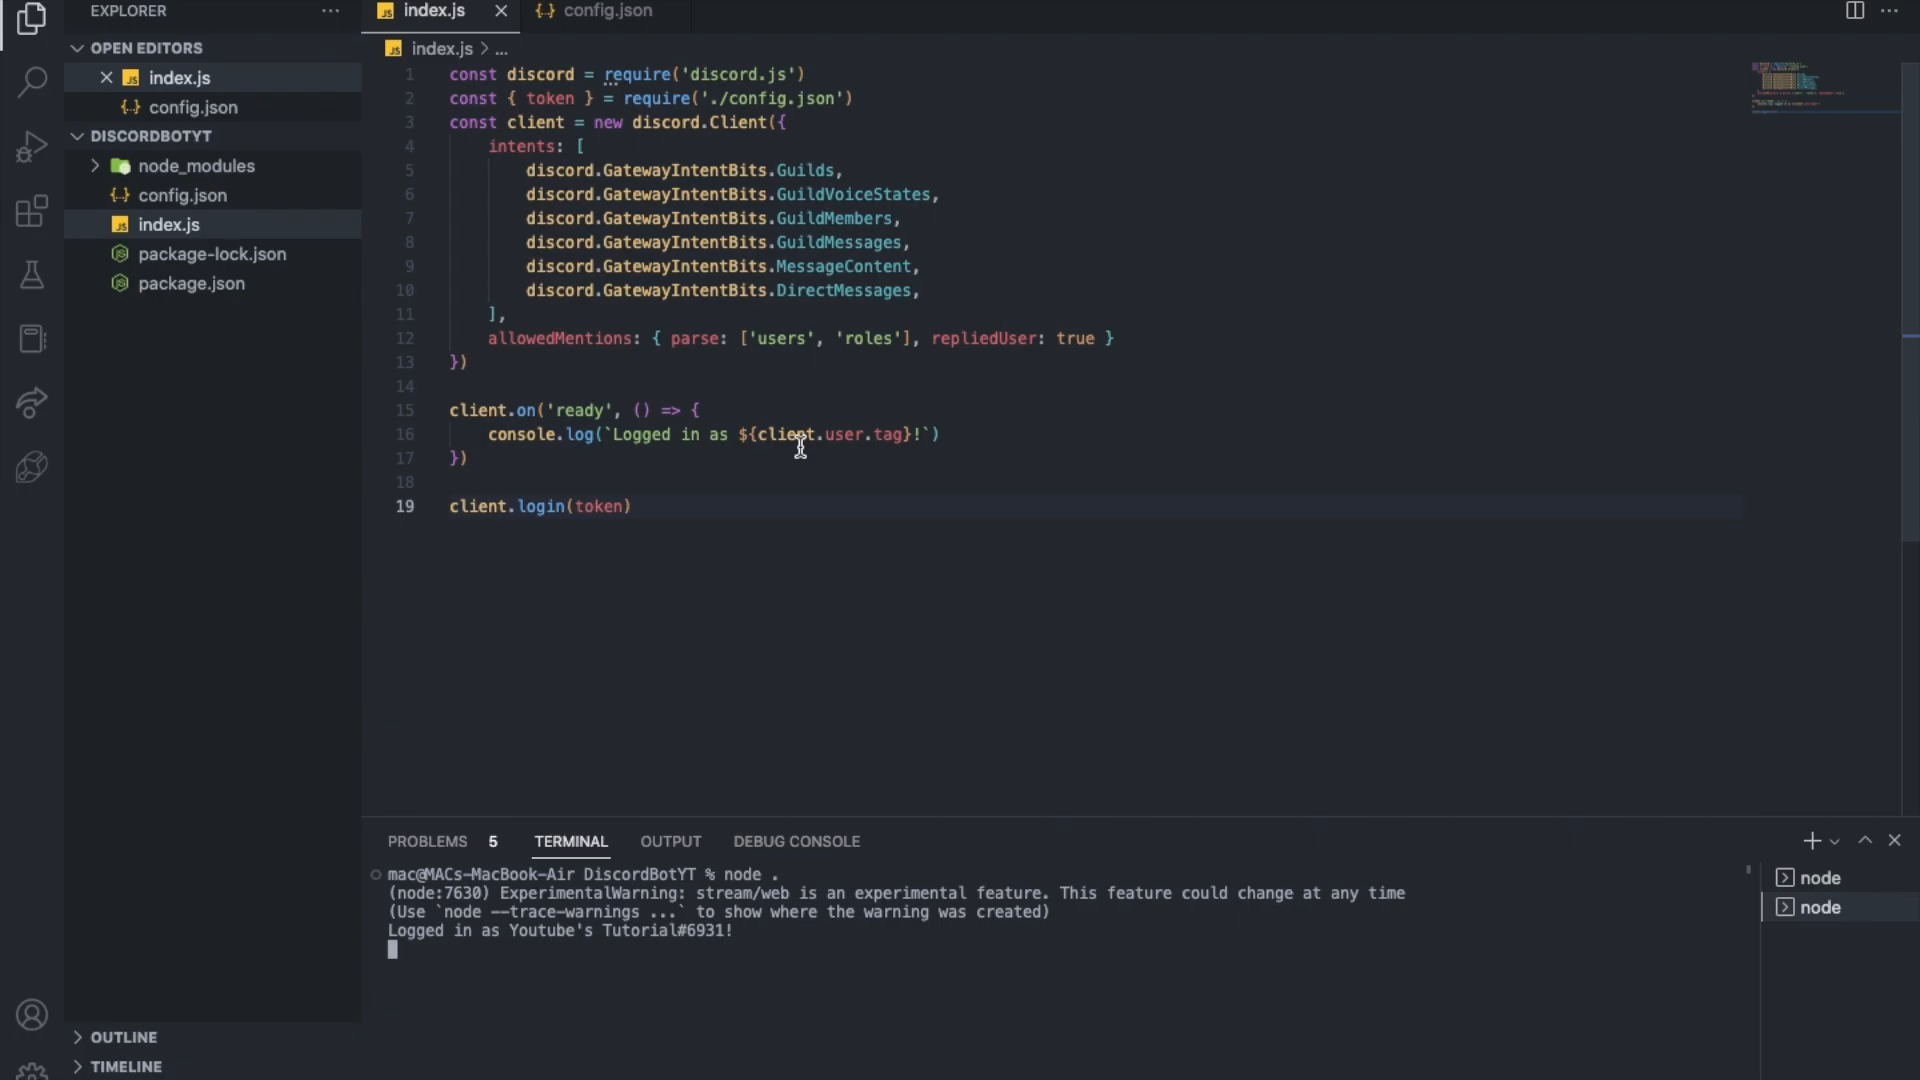 EXPLORER
OPEN EDITORS
index.js
config.json
DISCORDBOTYT
node_modules
config.json
index.js
package-lock.json
package.json
OUTLINE
TIMELINE
index.js
config.json
index.js > ...
1 const discord = require('discord.js')
2 const { token } = require('./config.json')
3 const client = new discord.Client({
4 intents: [
5 discord.GatewayIntentBits.Guilds,
6 discord.GatewayIntentBits.GuildVoiceStates,
7 discord.GatewayIntentBits.GuildMembers,
8 discord.GatewayIntentBits.GuildMessages,
9 discord.GatewayIntentBits.MessageContent,
10 discord.GatewayIntentBits.DirectMessages,
11 ],
12 allowedMentions: { parse: ['users', 'roles'], repliedUser: true }
13 })
14
15 client.on('ready', () => {
16 console.log(`Logged in as ${client.user.tag}!`)
17 })
18
19 client.login(token)
PROBLEMS 5 TERMINAL OUTPUT DEBUG CONSOLE
mac@MACs-MacBook-Air DiscordBotYT % node .
(node:7630) ExperimentalWarning: stream/web is an experimental feature. This feature could change at any time
(Use `node --trace-warnings ...` to show where the warning was created)
Logged in as Youtube's Tutorial#6931!
node
node